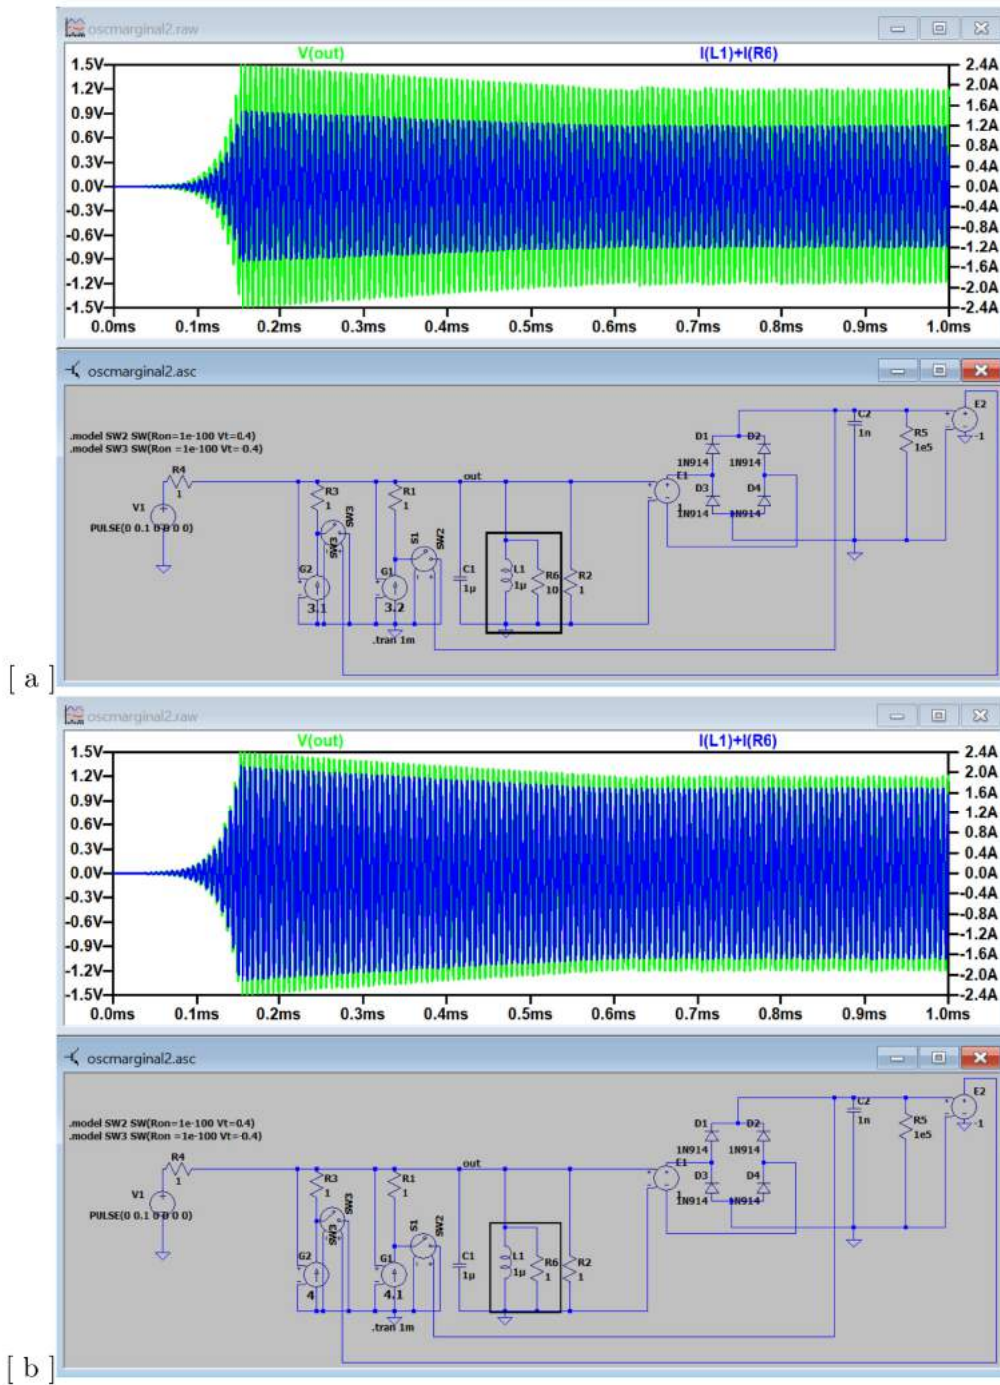 oscmarginal2.raw
V(out) I(L1)+I(R6)
1.5V 2.4A
1.2V 2.0A
0.9V 1.6A
0.6V 1.2A
0.3V 0.8A
0.0V 0.4A
-0.3V 0.0A
-0.6V -0.4A
-0.9V -0.8A
-1.2V -1.2A
-1.5V -1.6A
-2.0A
-2.4A
0.0ms 0.1ms 0.2ms 0.3ms 0.4ms 0.5ms 0.6ms 0.7ms 0.8ms 0.9ms 1.0ms
oscmarginal2.asc
.model SW2 SW(Ron=1e-100 Vt=0.4)
.model SW3 SW(Ron =1e-100 Vt=-0.4)
R4
1
V1
PULSE(0 0.1 0 0 0 0)
R3
1
SW3
SW3
G2
3.1
R1
1
S1
SW2
G1
3.2
.tran 1m
out
C1
1µ
L1
1µ
R6
10
R2
1
E1
1
D1
1N914
D2
1N914
D3
1N914
D4
1N914
C2
1n
R5
1e5
E2
-1
[ a ]
oscmarginal2.raw
V(out) I(L1)+I(R6)
1.5V 2.4A
1.2V 2.0A
0.9V 1.6A
0.6V 1.2A
0.3V 0.8A
0.0V 0.4A
-0.3V 0.0A
-0.6V -0.4A
-0.9V -0.8A
-1.2V -1.2A
-1.5V -1.6A
-2.0A
-2.4A
0.0ms 0.1ms 0.2ms 0.3ms 0.4ms 0.5ms 0.6ms 0.7ms 0.8ms 0.9ms 1.0ms
oscmarginal2.asc
.model SW2 SW(Ron=1e-100 Vt=0.4)
.model SW3 SW(Ron =1e-100 Vt=-0.4)
R4
1
V1
PULSE(0 0.1 0 0 0 0)
R3
1
SW3
SW3
G2
4
R1
1
S1
SW2
G1
4.1
.tran 1m
out
C1
1µ
L1
1µ
R6
1
R2
1
E1
1
D1
1N914
D2
1N914
D3
1N914
D4
1N914
C2
1n
R5
1e5
E2
-1
[ b ]